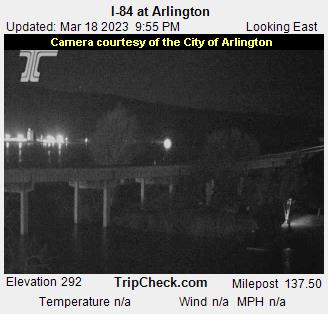 I-84 at Arlington
Updated: Mar 18 2023 9:55 PM Looking East
Camera courtesy of the City of Arlington
Elevation 292 TripCheck.com Milepost 137.50
Temperature n/a Wind n/a MPH n/a